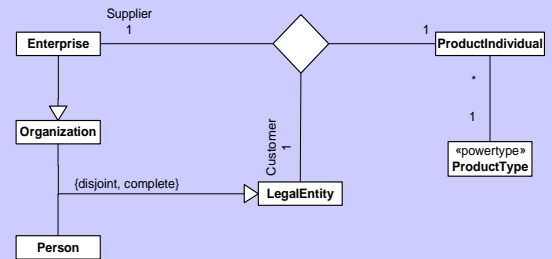 Supplier
1
Enterprise
1
ProductIndividual
*
1
«powertype»
ProductType
Organization
Customer
1
{disjoint, complete}
LegalEntity
Person